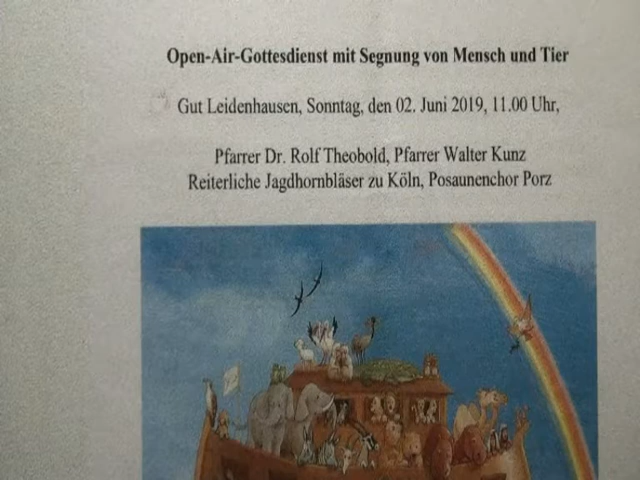 Open-Air-Gottesdienst mit Segnung von Mensch und Tier
Gut Leidenhausen, Sonntag, den 02. Juni 2019, 11.00 Uhr,
Pfarrer Dr. Rolf Theobold, Pfarrer Walter Kunz
Reiterliche Jagdhornbläser zu Köln, Posaunenchor Porz